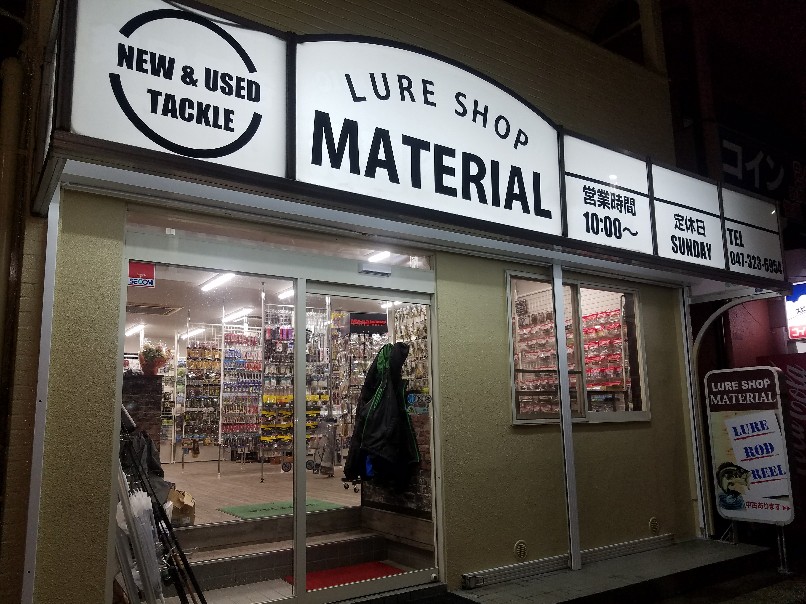 NEW & USED
TACKLE
LURE SHOP
MATERIAL
営業時間
10:00～
定休日
SUNDAY
TEL
047-323-6954
コイン
SECOM
LURE SHOP
MATERIAL
LURE
ROD
REEL